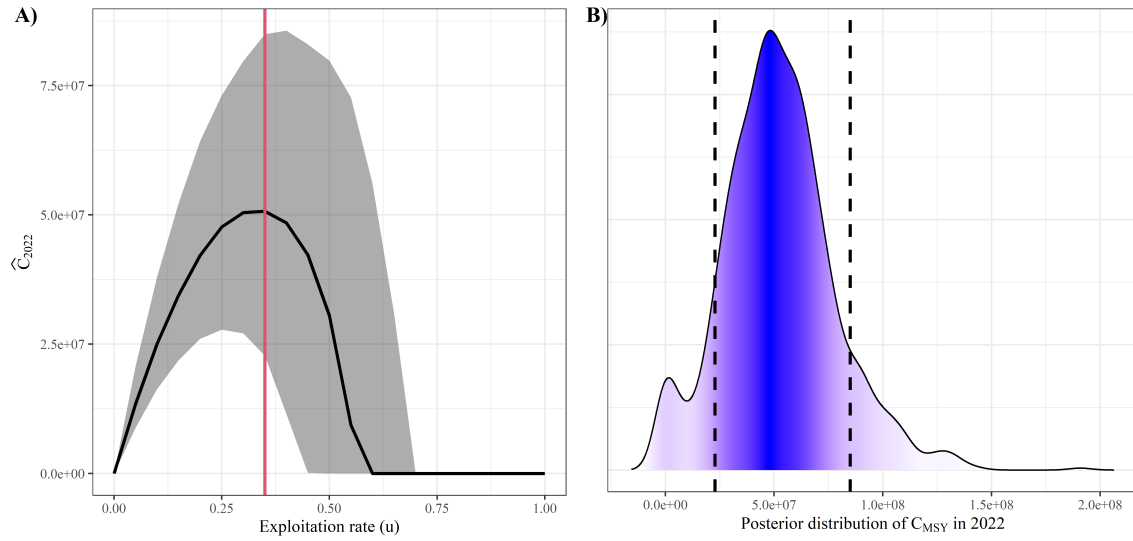 A)
7.5e+07
5.0e+07
2.5e+07
0.0e+00
Ĉ2022
0.00 0.25 0.50 0.75 1.00
Exploitation rate (u)
B)
0.0e+00 5.0e+07 1.0e+08 1.5e+08 2.0e+08
Posterior distribution of CMSY in 2022